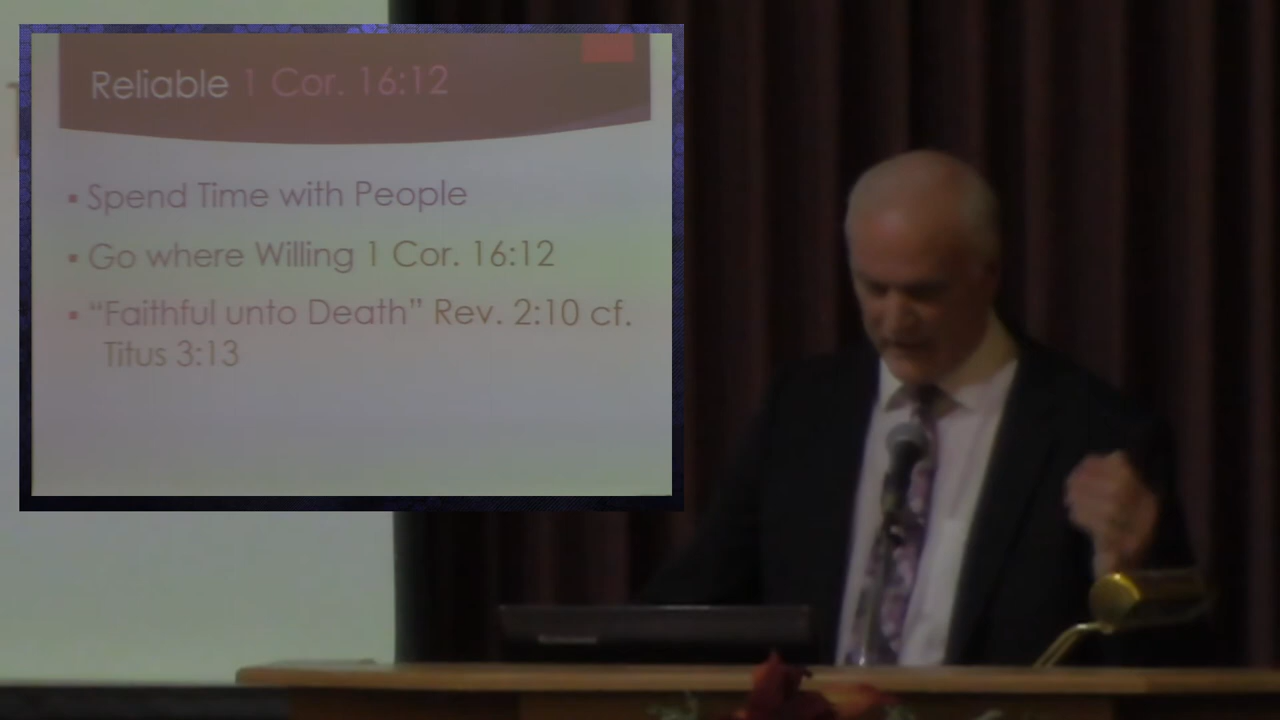 Reliable 1 Cor. 16:12
▪ Spend Time with People
▪ Go where Willing 1 Cor. 16:12
▪ “Faithful unto Death” Rev. 2:10 cf.
Titus 3:13